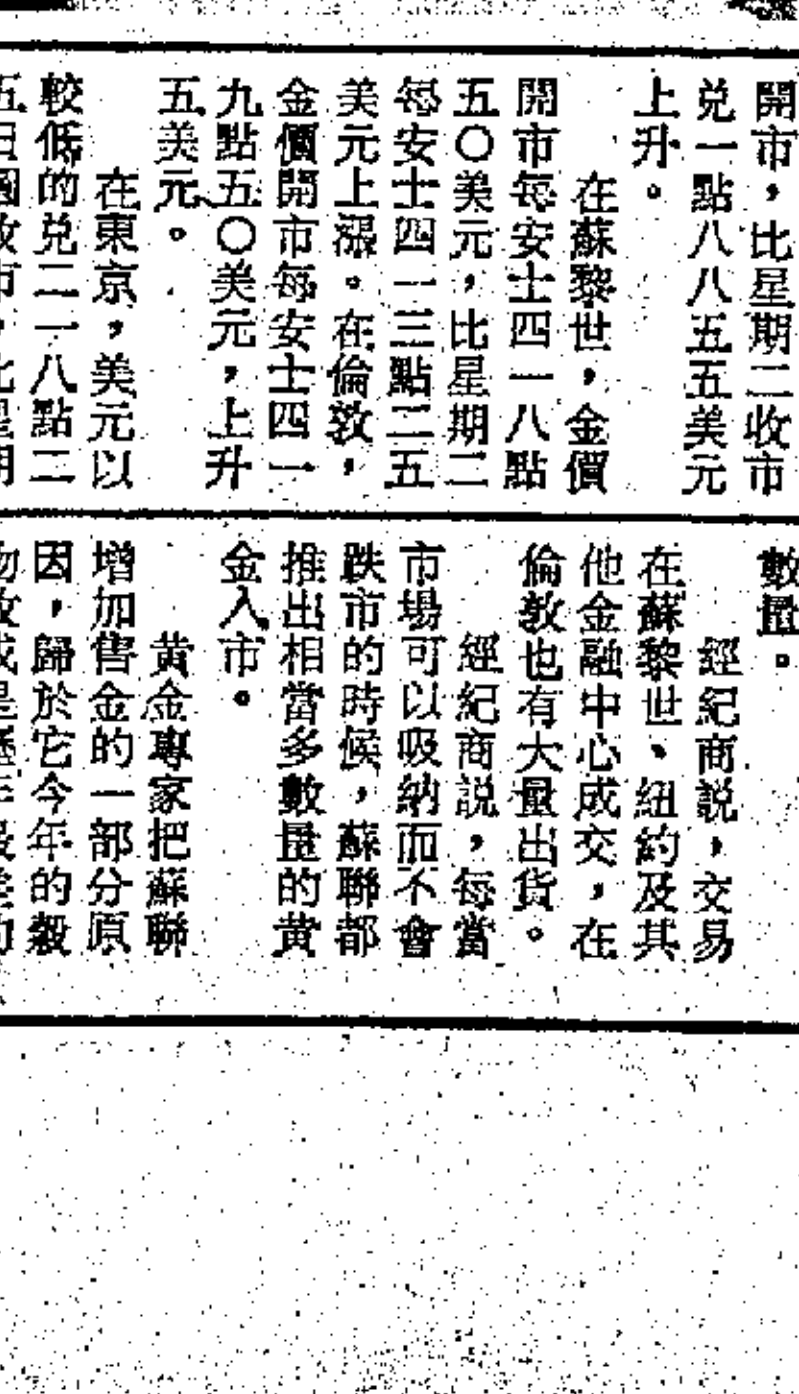 開市，比星期二收市
兌一點八八五五美元
上升。
在蘇黎世，金價
開市每安士四一八點
五〇美元，比星期二
每安士四一三點二五
美元上漲。在倫敦，
金價開市每安士四一
九點五〇美元，上升
五美元。
在東京，美元以
較低的兌二一八點二
數量。
經紀商説，交易
在蘇黎世、紐約及其
他金融中心成交，在
倫敦也有大量出貨。
經紀商説，每當
市場可以吸納而不會
跌市的時候，蘇聯都
推出相當多數量的黃
金入市。
黃金專家把蘇聯
增加售金的一部分原
因，歸於它今年的穀